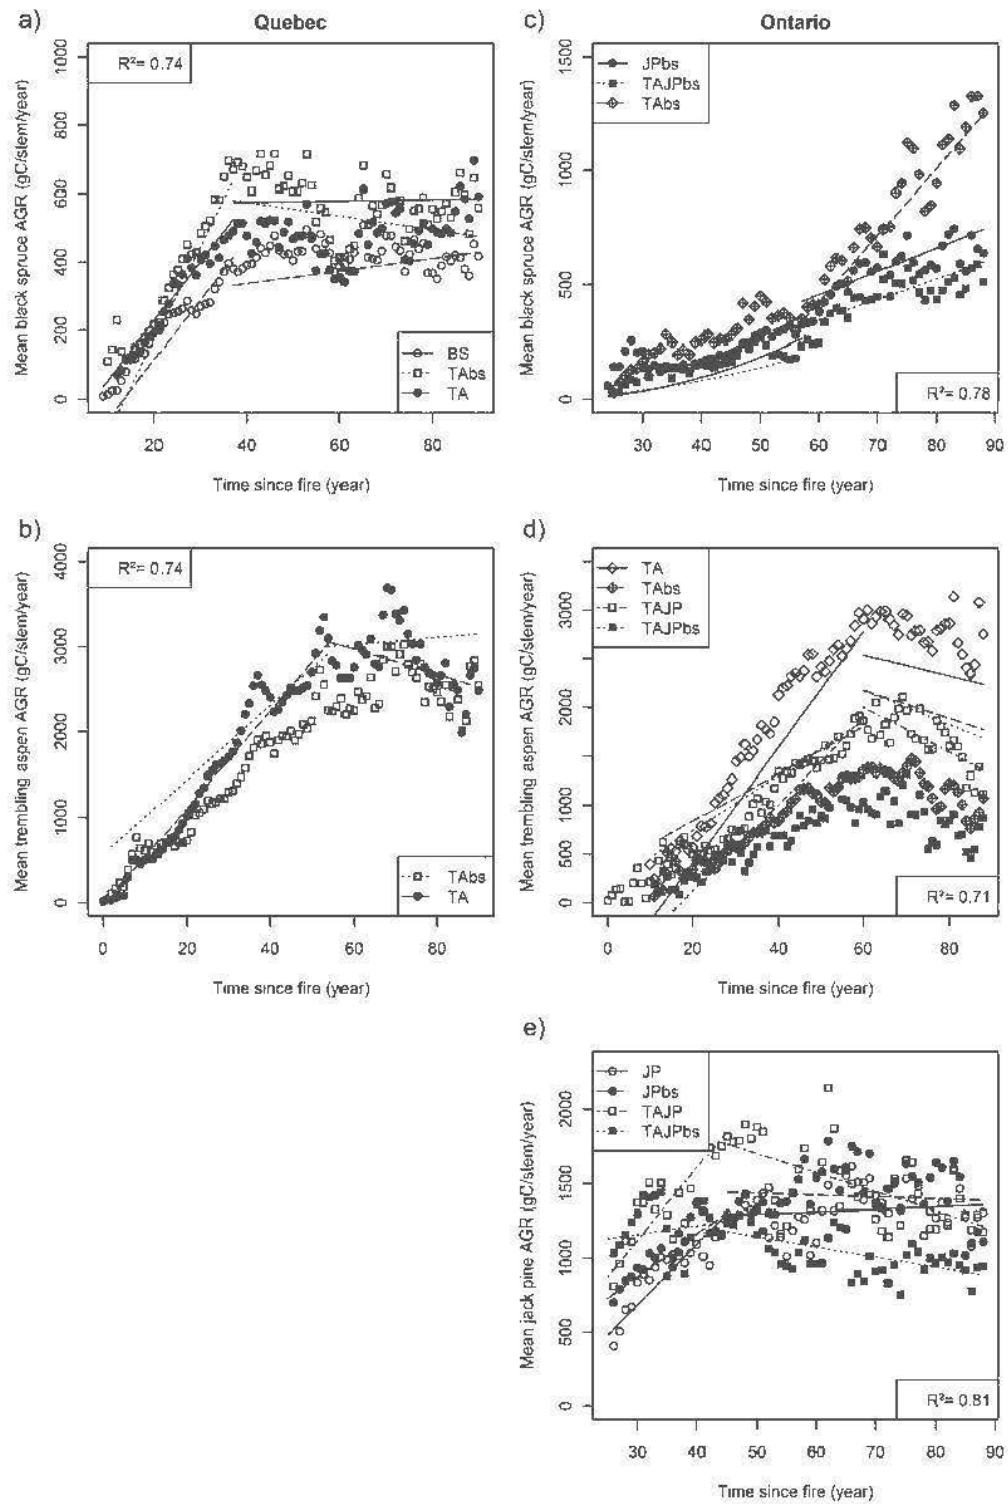 a)
Quebec
R²= 0.74
Mean black spruce AGR (gC/stem/year)
0 200 400 600 800 1000
BS
TAbs
TA
20 40 60 80
Time since fire (year)
c)
Ontario
JPbs
TAJPbs
TAbs
Mean black spruce AGR (gC/stem/year)
0 500 1000 1500
R²= 0.78
30 40 50 60 70 80 90
Time since fire (year)
b)
R²= 0.74
Mean trembling aspen AGR (gC/stem/year)
0 1000 2000 3000 4000
TAbs
TA
0 20 40 60 80
Time since fire (year)
d)
TA
TAbs
TAJP
TAJPbs
Mean trembling aspen AGR (gC/stem/year)
0 500 1000 2000 3000
R²= 0.71
0 20 40 60 80
Time since fire (year)
e)
JP
JPbs
TAJP
TAJPbs
Mean jack pine AGR (gC/stem/year)
0 500 1000 1500 2000
R²= 0.81
30 40 50 60 70 80 90
Time since fire (year)